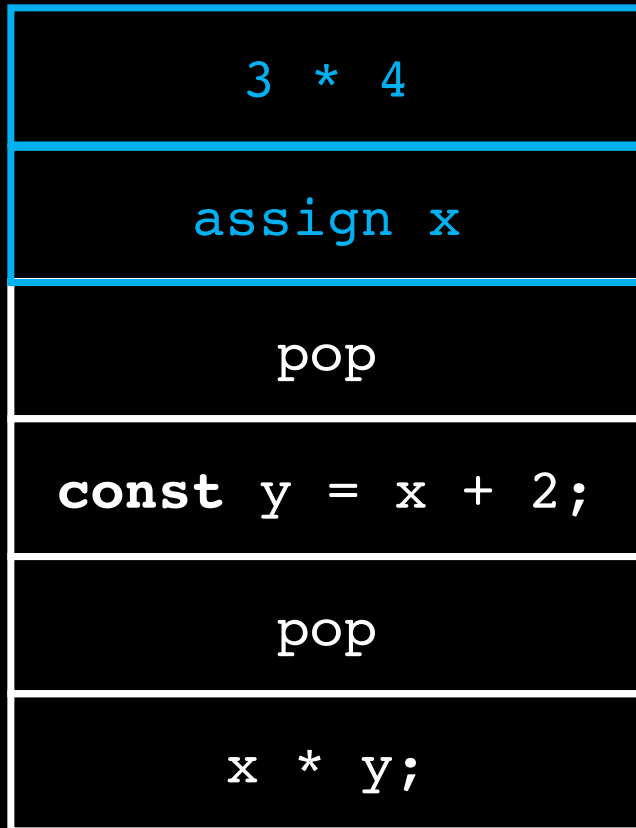 3 * 4
assign x
pop
const y = x + 2;
pop
x * y;